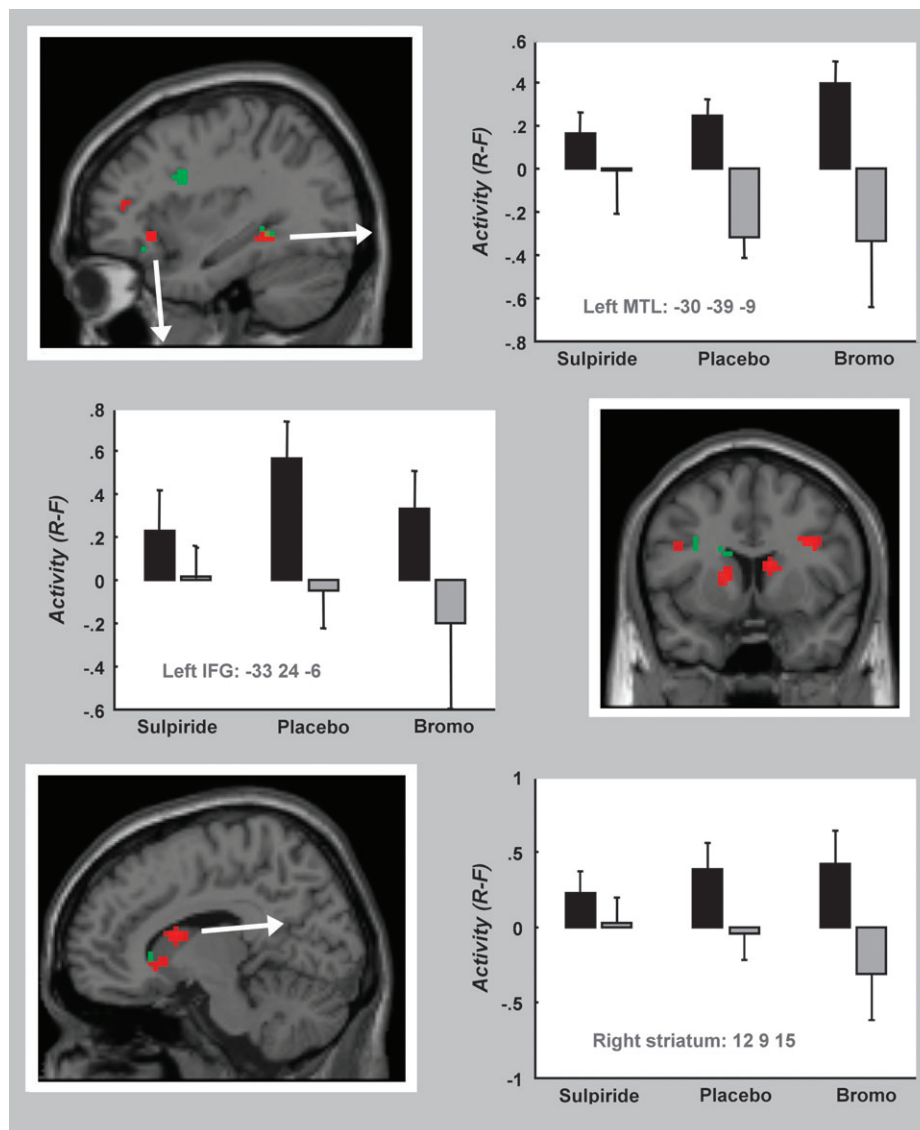 .6
.4
.2
0
-.2
-.4
-.6
-.8
Activity (R-F)
Left MTL: -30 -39 -9
Sulpiride Placebo Bromo
.8
.6
.4
.2
0
-.2
-.4
-.6
Activity (R-F)
Left IFG: -33 24 -6
Sulpiride Placebo Bromo
1
.5
0
-.5
-1
Activity (R-F)
Right striatum: 12 9 15
Sulpiride Placebo Bromo